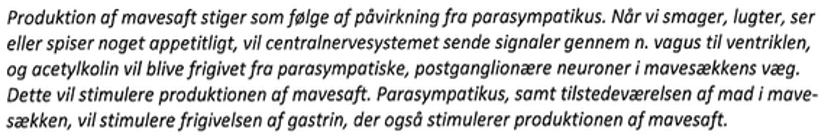 Produktion af mavesaft stiger som følge af påvirkning fra parasympatikus. Når vi smager, lugter, ser
eller spiser noget appetitligt, vil centralnervesystemet sende signaler gennem n. vagus til ventriklen,
og acetylkolin vil blive frigivet fra parasympatiske, postganglionære neuroner i mavesækkens væg.
Dette vil stimulere produktionen af mavesaft. Parasympatikus, samt tilstedeværelsen af mad i mave-
sækken, vil stimulere frigivelsen af gastrin, der også stimulerer produktionen af mavesaft.